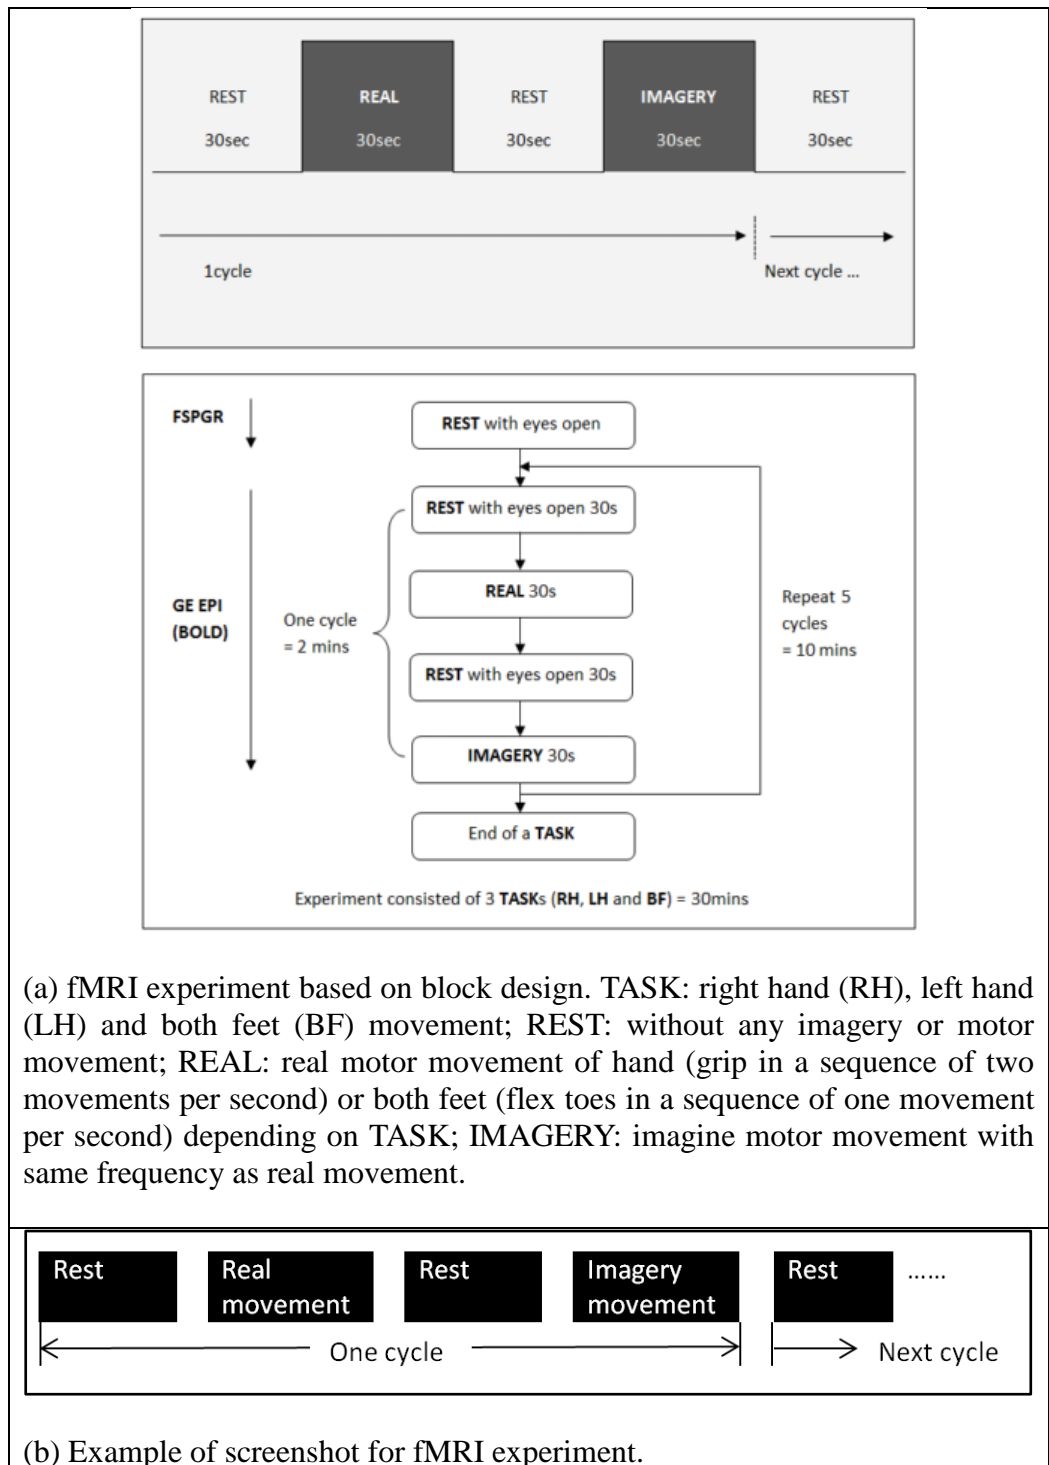 REST
30sec
REAL
30sec
REST
30sec
IMAGERY
30sec
REST
30sec
1cycle
Next cycle ...
FSPGR
REST with eyes open
REST with eyes open 30s
REAL 30s
GE EPI
(BOLD)
One cycle
= 2 mins
Repeat 5
cycles
= 10 mins
REST with eyes open 30s
IMAGERY 30s
End of a TASK
Experiment consisted of 3 TASKs (RH, LH and BF) = 30mins
(a) fMRI experiment based on block design. TASK: right hand (RH), left hand
(LH) and both feet (BF) movement; REST: without any imagery or motor
movement; REAL: real motor movement of hand (grip in a sequence of two
movements per second) or both feet (flex toes in a sequence of one movement
per second) depending on TASK; IMAGERY: imagine motor movement with
same frequency as real movement.
Rest
Real
movement
Rest
Imagery
movement
Rest
......
One cycle
Next cycle
(b) Example of screenshot for fMRI experiment.